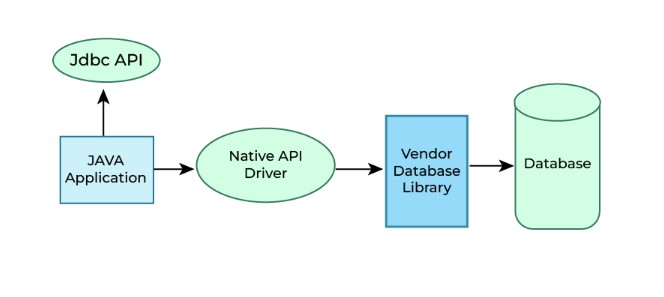 Jdbc API
JAVA
Application
Native API
Driver
Vendor
Database
Library
Database